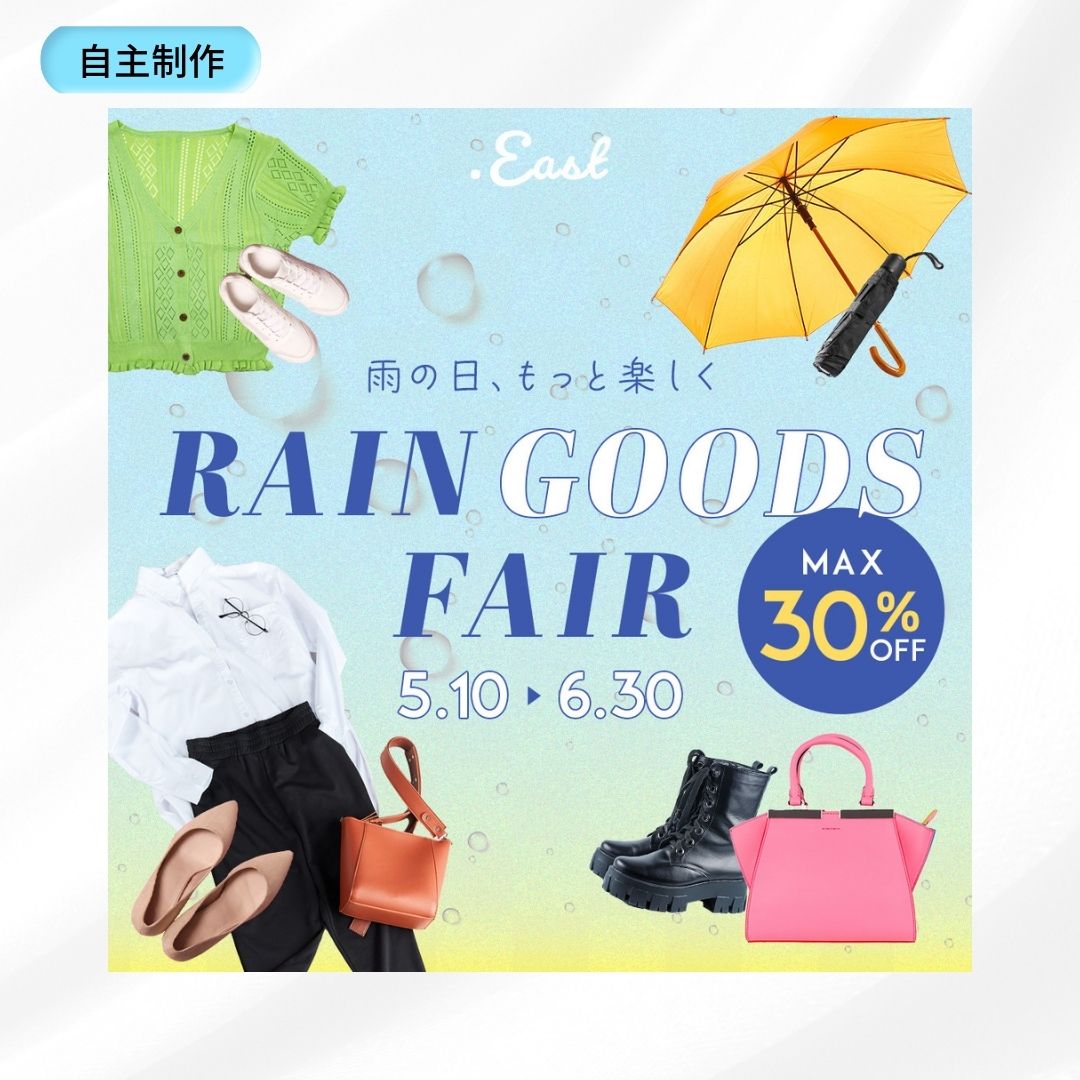 自主制作
.East
雨の日、もっと楽しく
RAIN GOODS
FAIR
MAX
30%
OFF
5.10 ▶ 6.30